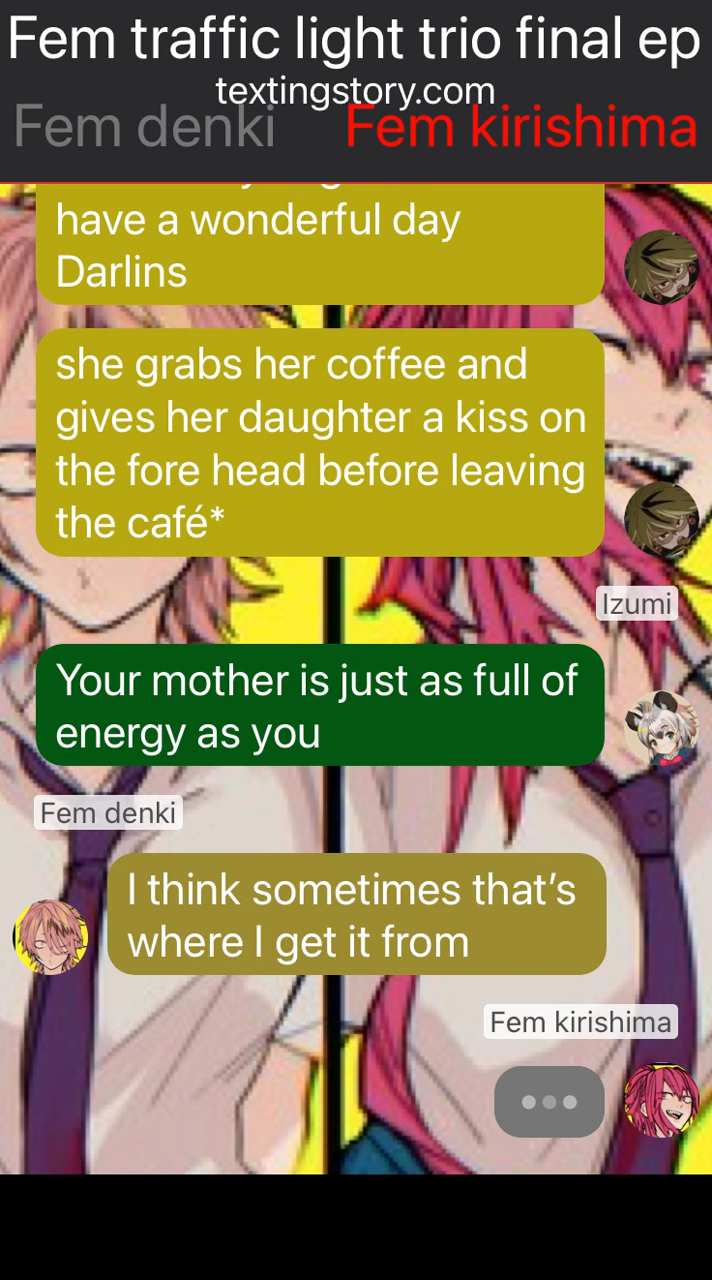 Fem traffic light trio final ep
textingstory.com
Fem denki
Fem kirishima
have a wonderful day
Darlins
she grabs her coffee and
gives her daughter a kiss on
the fore head before leaving
the café*
Izumi
Your mother is just as full of
energy as you
Fem denki
I think sometimes that’s
where I get it from
Fem kirishima